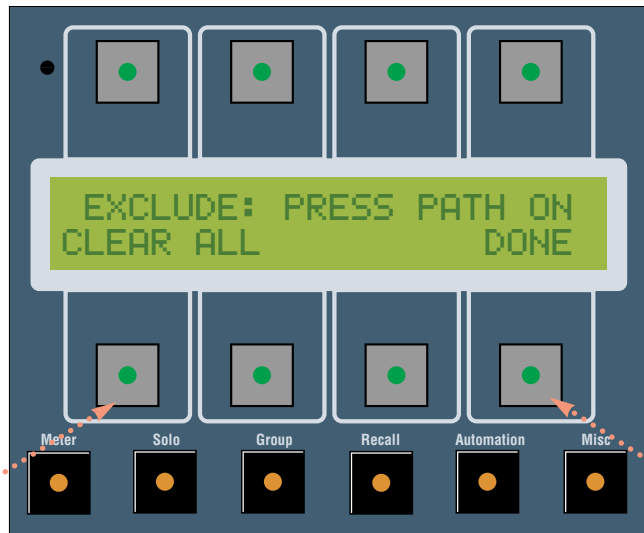 EXCLUDE: PRESS PATH ON
CLEAR ALL DONE
Meter Solo Group Recall Automation Misc